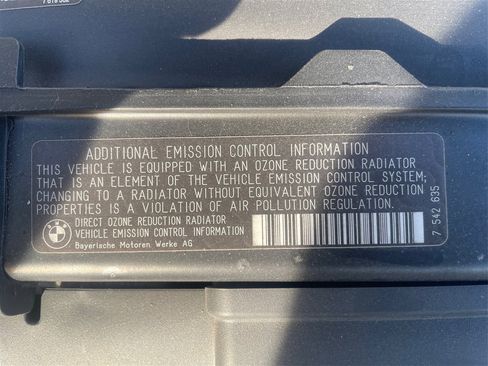 ADDITIONAL EMISSION CONTROL INFORMATION
THIS VEHICLE IS EQUIPPED WITH AN OZONE REDUCTION RADIATOR
THAT IS AN ELEMENT OF THE VEHICLE EMISSION CONTROL SYSTEM;
CHANGING TO A RADIATOR WITHOUT EQUIVALENT OZONE REDUCTION
PROPERTIES IS A VIOLATION OF AIR POLLUTION REGULATION.
DIRECT OZONE REDUCTION RADIATOR
VEHICLE EMISSION CONTROL INFORMATION
Bayerische Motoren Werke AG
7 542 635